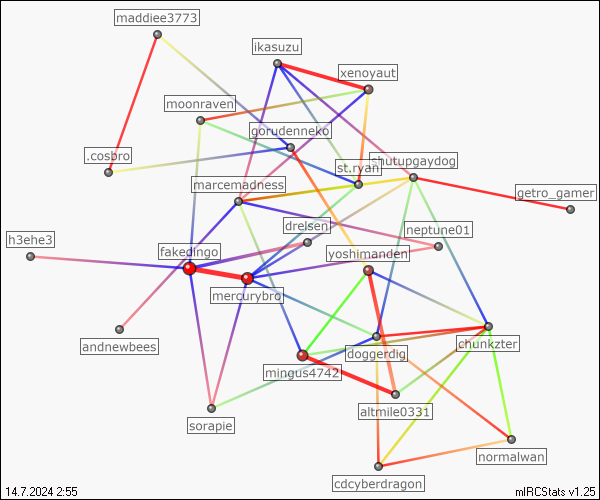 maddiee3773
ikasuzu
xenoyaut
moonraven
gorudenneko
.cosbro
st.ryan
shutupgaydog
marcemadness
getro_gamer
drelsen
neptune01
h3ehe3
fakedingo
yoshimanden
mercurybro
andnewbees
doggerdig
chunkzter
mingus4742
altmile0331
sorapie
normalwan
cdcyberdragon
14.7.2024 2:55
mIRCStats v1.25